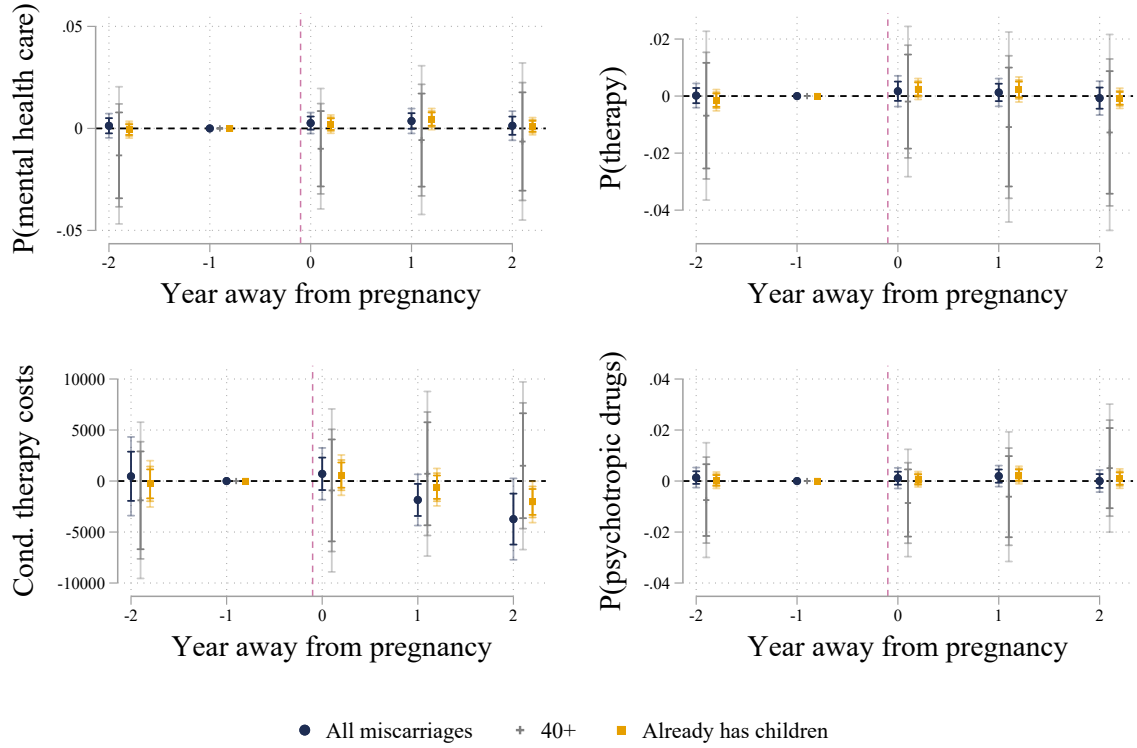 P(mental health care)
.05
0
-.05
-2 -1 0 1 2
Year away from pregnancy
P(therapy)
.02
0
-.02
-.04
-2 -1 0 1 2
Year away from pregnancy
Cond. therapy costs
10000
5000
0
-5000
-10000
-2 -1 0 1 2
Year away from pregnancy
P(psychotropic drugs)
.04
.02
0
-.02
-.04
-2 -1 0 1 2
Year away from pregnancy
All miscarriages 40+ Already has children